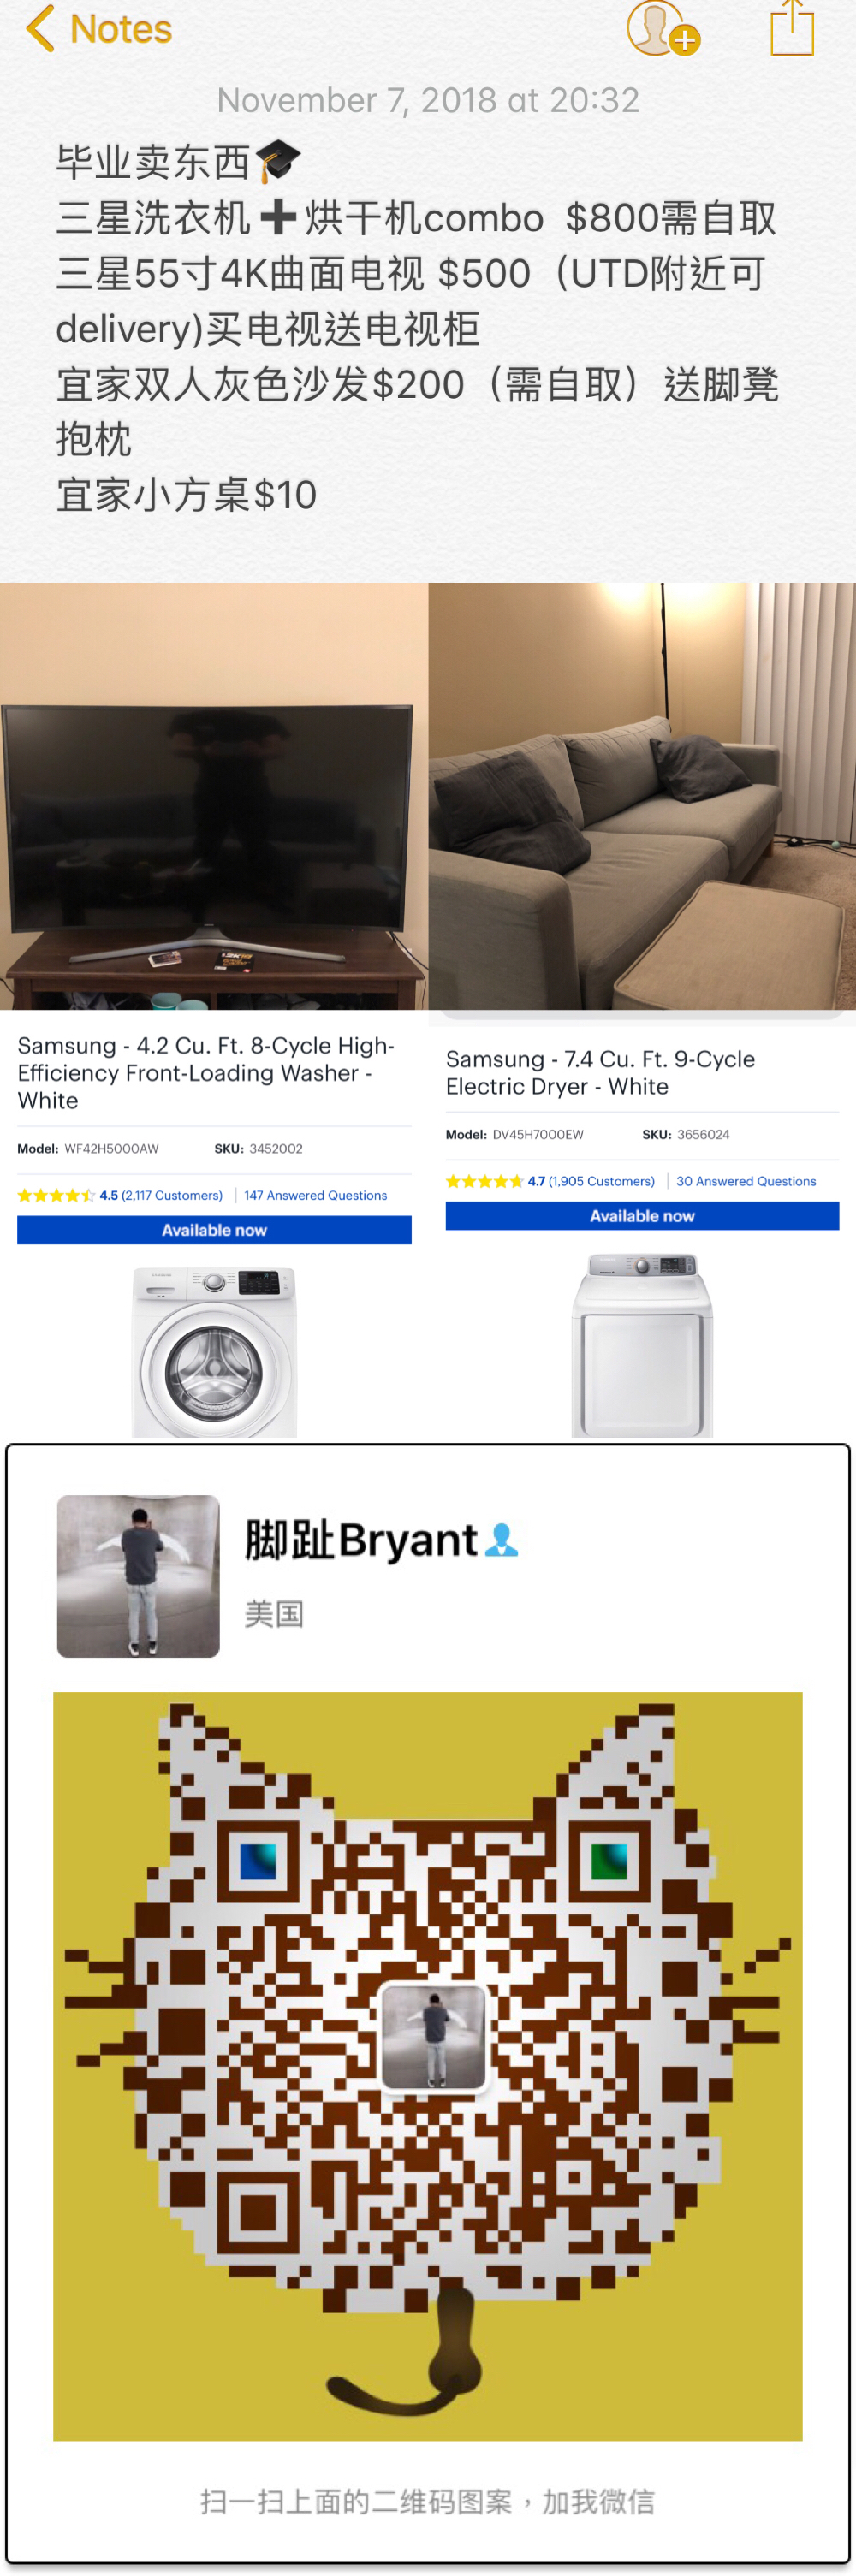 Notes
November 7, 2018 at 20:32
毕业卖东西🎓
三星洗衣机➕烘干机combo $800需自取
三星55寸4K曲面电视 $500（UTD附近可
delivery)买电视送电视柜
宜家双人灰色沙发$200（需自取）送脚凳
抱枕
宜家小方桌$10
Samsung - 4.2 Cu. Ft. 8-Cycle High-
Efficiency Front-Loading Washer -
White
Model: WF42H5000AW SKU: 3452002
4.5 (2,117 Customers) 147 Answered Questions
Available now
Samsung - 7.4 Cu. Ft. 9-Cycle
Electric Dryer - White
Model: DV45H7000EW SKU: 3656024
4.7 (1,905 Customers) 30 Answered Questions
Available now
脚趾Bryant👤
美国
扫一扫上面的二维码图案，加我微信